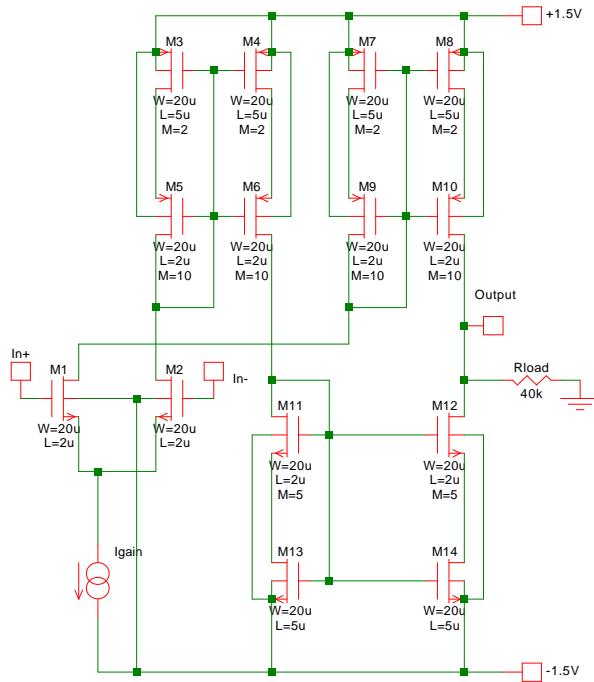 +1.5V
M3
M4
M7
M8
W=20u
L=5u
M=2
W=20u
L=5u
M=2
W=20u
L=5u
M=2
W=20u
L=5u
M=2
M5
M6
M9
M10
W=20u
L=2u
M=10
W=20u
L=2u
M=10
W=20u
L=2u
M=10
W=20u
L=2u
M=10
Output
In+
M1
M2
In-
Rload
40k
W=20u
L=2u
W=20u
L=2u
M11
M12
W=20u
L=2u
M=5
W=20u
L=2u
M=5
Igain
M13
M14
W=20u
L=5u
W=20u
L=5u
-1.5V